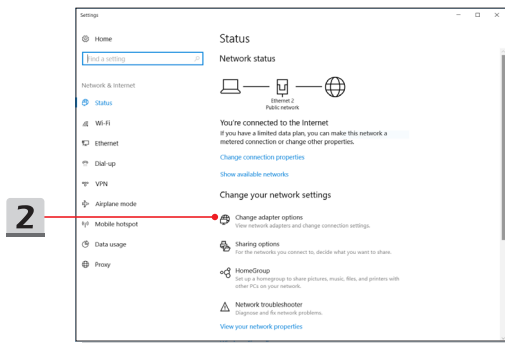 Settings
Home
Find a setting
Network & Internet
Status
Wi-Fi
Ethernet
Dial-up
VPN
Airplane mode
Mobile hotspot
Data usage
Proxy
Status
Network status
Ethernet 2
Public network
You're connected to the Internet
If you have a limited data plan, you can make this network a
metered connection or change other properties.
Change connection properties
Show available networks
Change your network settings
2
Change adapter options
View network adapters and change connection settings.
Sharing options
For the networks you connect to, decide what you want to share.
HomeGroup
Set up a homegroup to share pictures, music, files, and printers with
other PCs on your network.
Network troubleshooter
Diagnose and fix network problems.
View your network properties